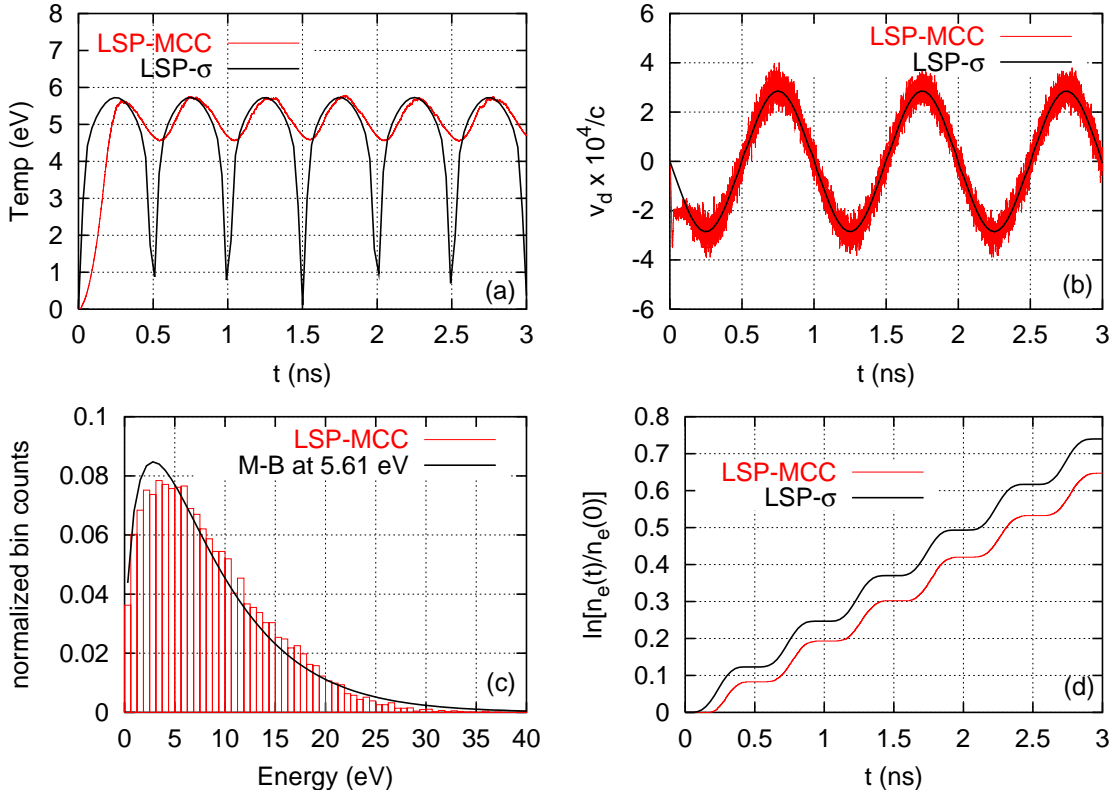 8
7
6
5
4
3
2
1
0
Temp (eV)
LSP-MCC
LSP-σ
(a)
0 0.5 1 1.5 2 2.5 3
t (ns)
6
4
2
0
-2
-4
-6
v_d x 10^4/c
LSP-MCC
LSP-σ
(b)
0 0.5 1 1.5 2 2.5 3
t (ns)
0.1
0.08
0.06
0.04
0.02
0
normalized bin counts
LSP-MCC
M-B at 5.61 eV
(c)
0 5 10 15 20 25 30 35 40
Energy (eV)
0.8
0.7
0.6
0.5
0.4
0.3
0.2
0.1
0
ln[n_e(t)/n_e(0)]
LSP-MCC
LSP-σ
(d)
0 0.5 1 1.5 2 2.5 3
t (ns)